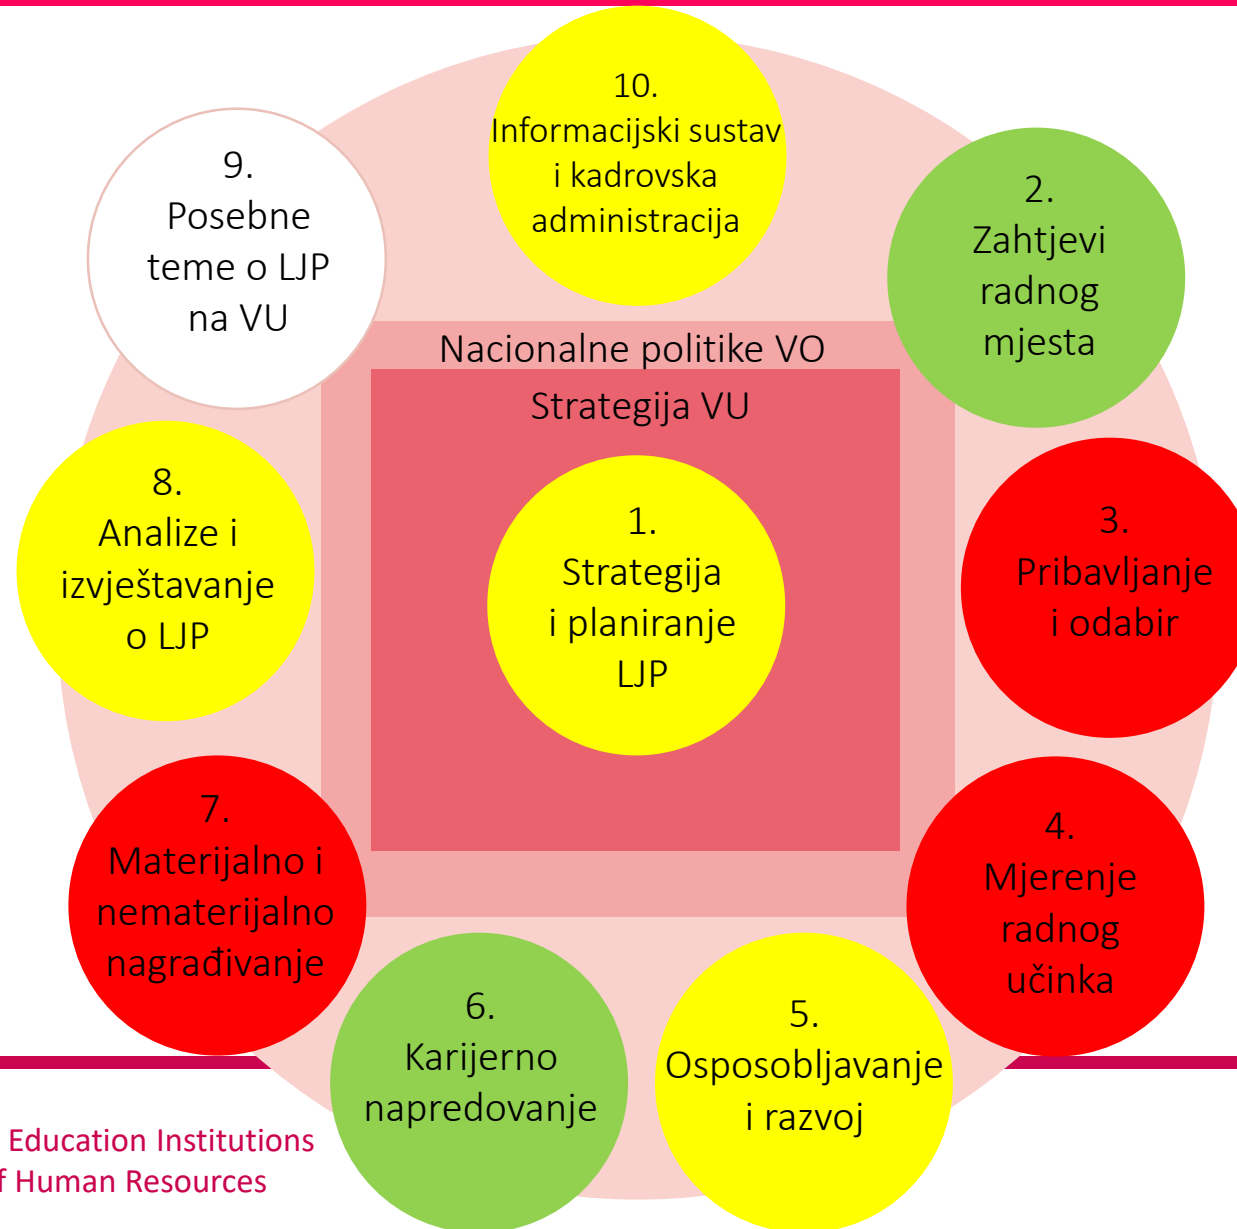 10.
Informacijski sustav
i kadrovska
administracija
9.
Posebne
teme o LJP
na VU
2.
Zahtjevi
radnog
mjesta
Nacionalne politike VO
Strategija VU
1.
Strategija
i planiranje
LJP
8.
Analize i
izvještavanje
o LJP
3.
Pribavljanje
i odabir
7.
Materijalno i
nematerijalno
nagrađivanje
4.
Mjerenje
radnog
učinka
6.
Karijerno
napredovanje
5.
Osposobljavanje
i razvoj
Education Institutions
f Human Resources